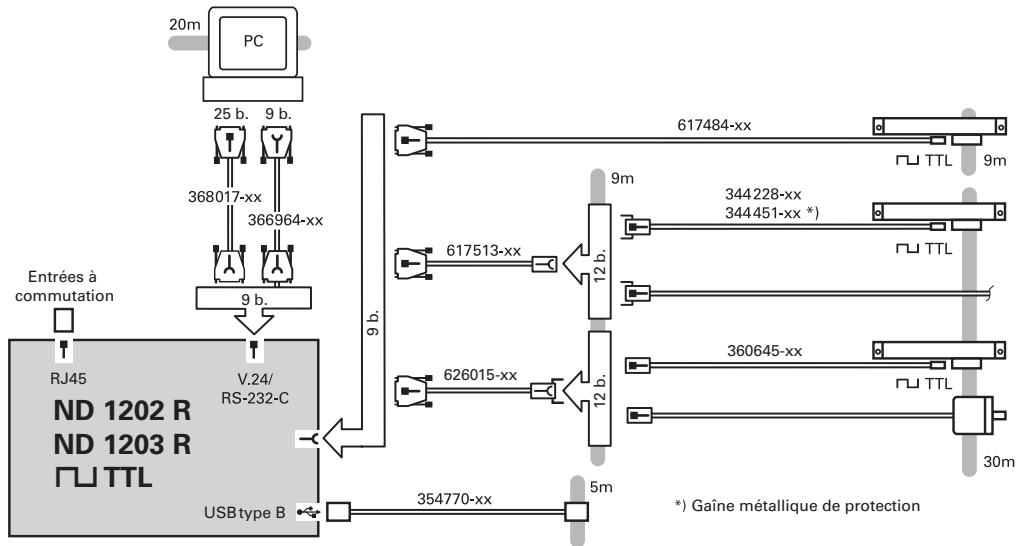 20m
PC
25 b. 9 b.
368017-xx
366964-xx
Entrées à
commutation
9 b.
RJ45
V.24/
RS-232-C
ND 1202 R
ND 1203 R
TTL
USB type B
9 b.
617484-xx
TTL
9m
9m
344228-xx
344451-xx *)
TTL
617513-xx
12 b.
360645-xx
TTL
626015-xx
12 b.
30m
354770-xx
5m
*) Gaîne métallique de protection